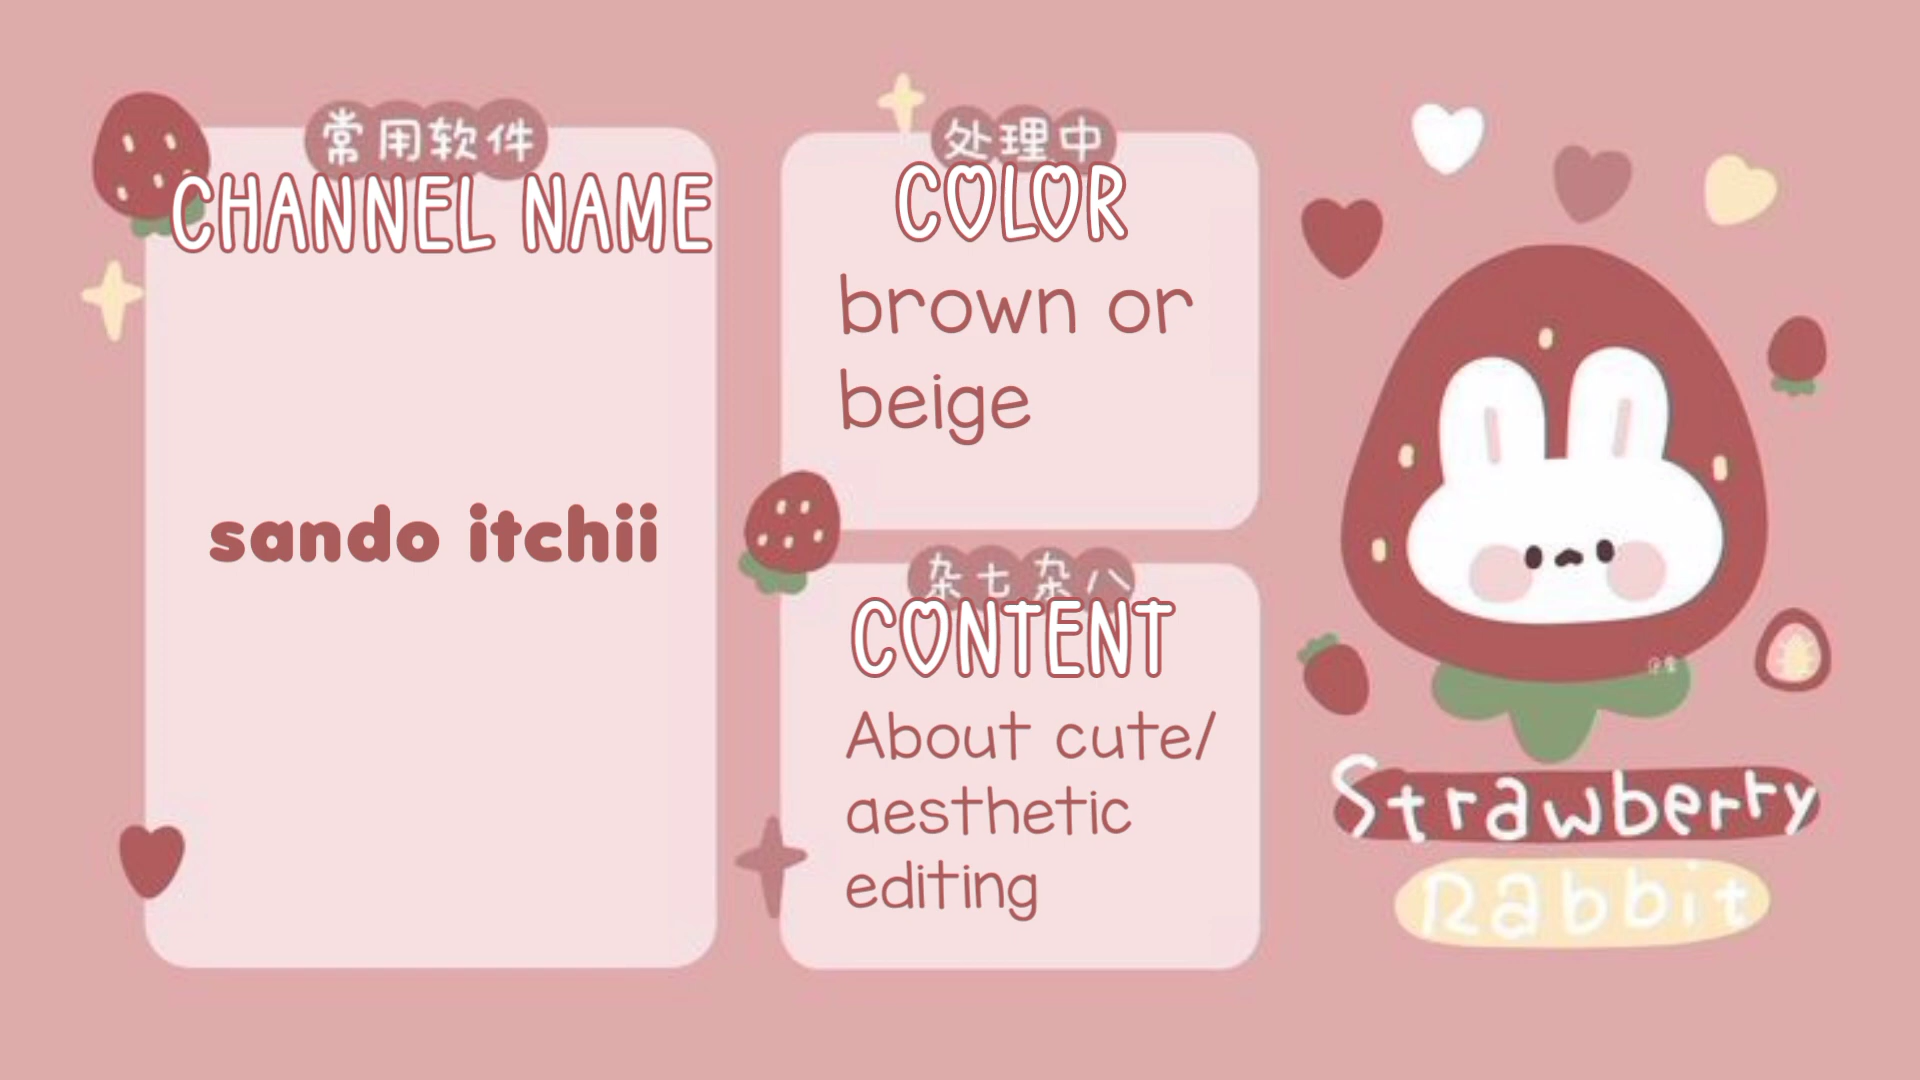 常用软件
CHANNEL NAME
sando itchii
处理中
COLOR
brown or
beige
杂七杂八
CONTENT
About cute/
aesthetic
editing
Strawberry
Rabbit